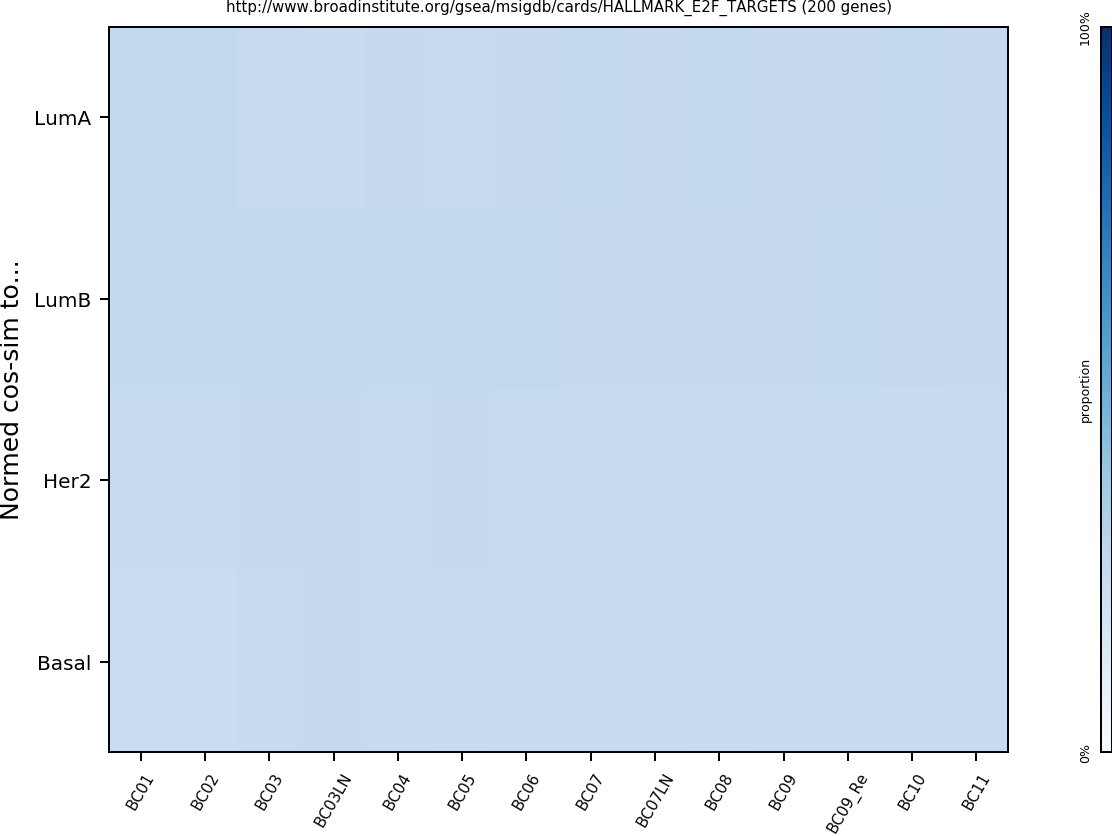 http://www.broadinstitute.org/gsea/msigdb/cards/HALLMARK_E2F_TARGETS (200 genes)
Normed cos-sim to...
LumA
LumB
Her2
Basal
BC01
BC02
BC03
BC03LN
BC04
BC05
BC06
BC07
BC07LN
BC08
BC09
BC09_Re
BC10
BC11
100%
proportion
0%